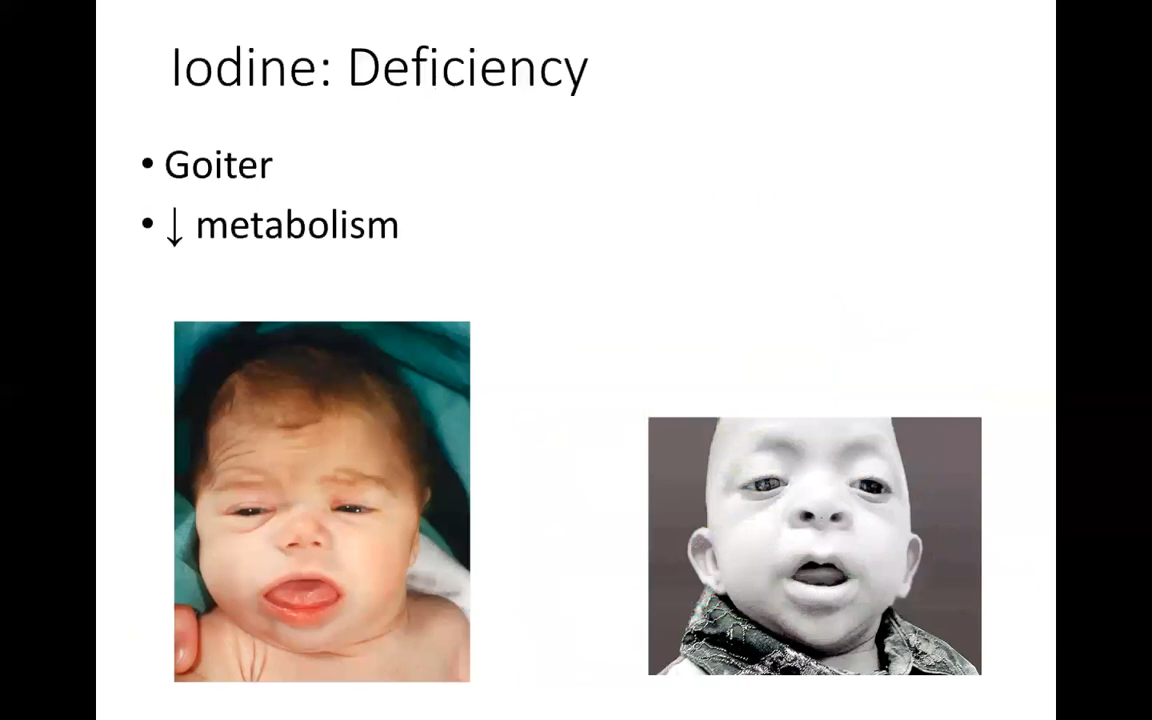 Iodine: Deficiency
• Goiter
• ↓ metabolism